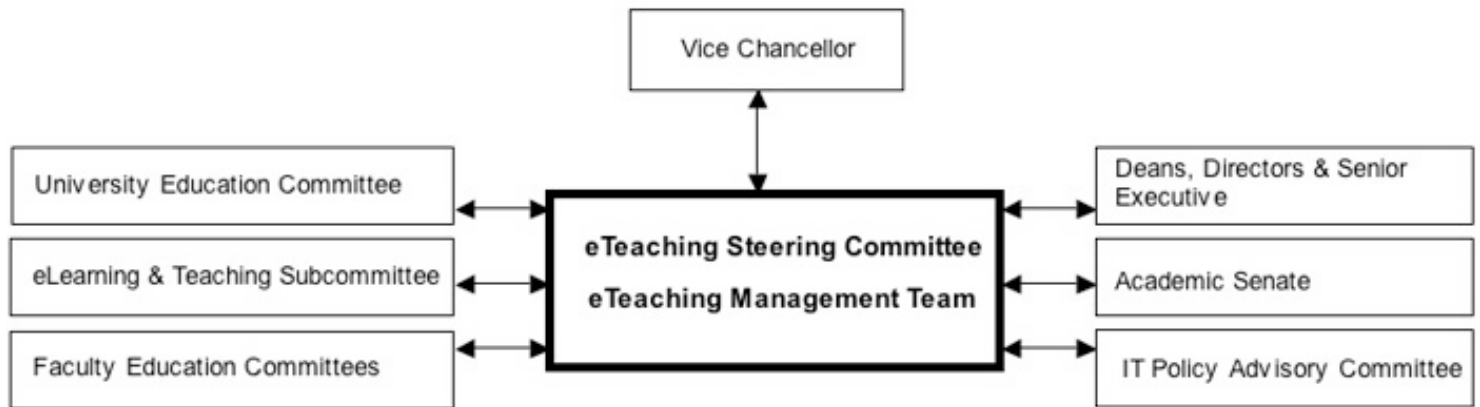 Vice Chancellor
University Education Committee
eLearning & Teaching Subcommittee
Faculty Education Committees
eTeaching Steering Committee
eTeaching Management Team
Deans, Directors & Senior
Executive
Academic Senate
IT Policy Advisory Committee